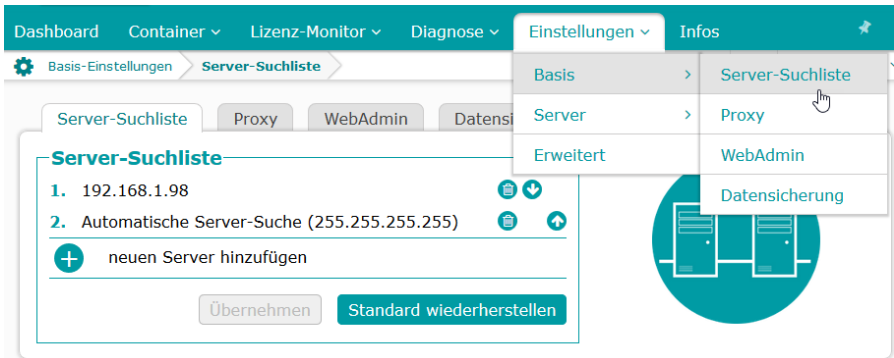 Dashboard Container Lizenz-Monitor Diagnose Einstellungen Infos
Basis-Einstellungen Server-Suchliste
Basis
Server
Erweitert
Server-Suchliste
Proxy
WebAdmin
Datensicherung
Server-Suchliste Proxy WebAdmin Datensi
Server-Suchliste
1. 192.168.1.98
2. Automatische Server-Suche (255.255.255.255)
neuen Server hinzufügen
Übernehmen Standard wiederherstellen